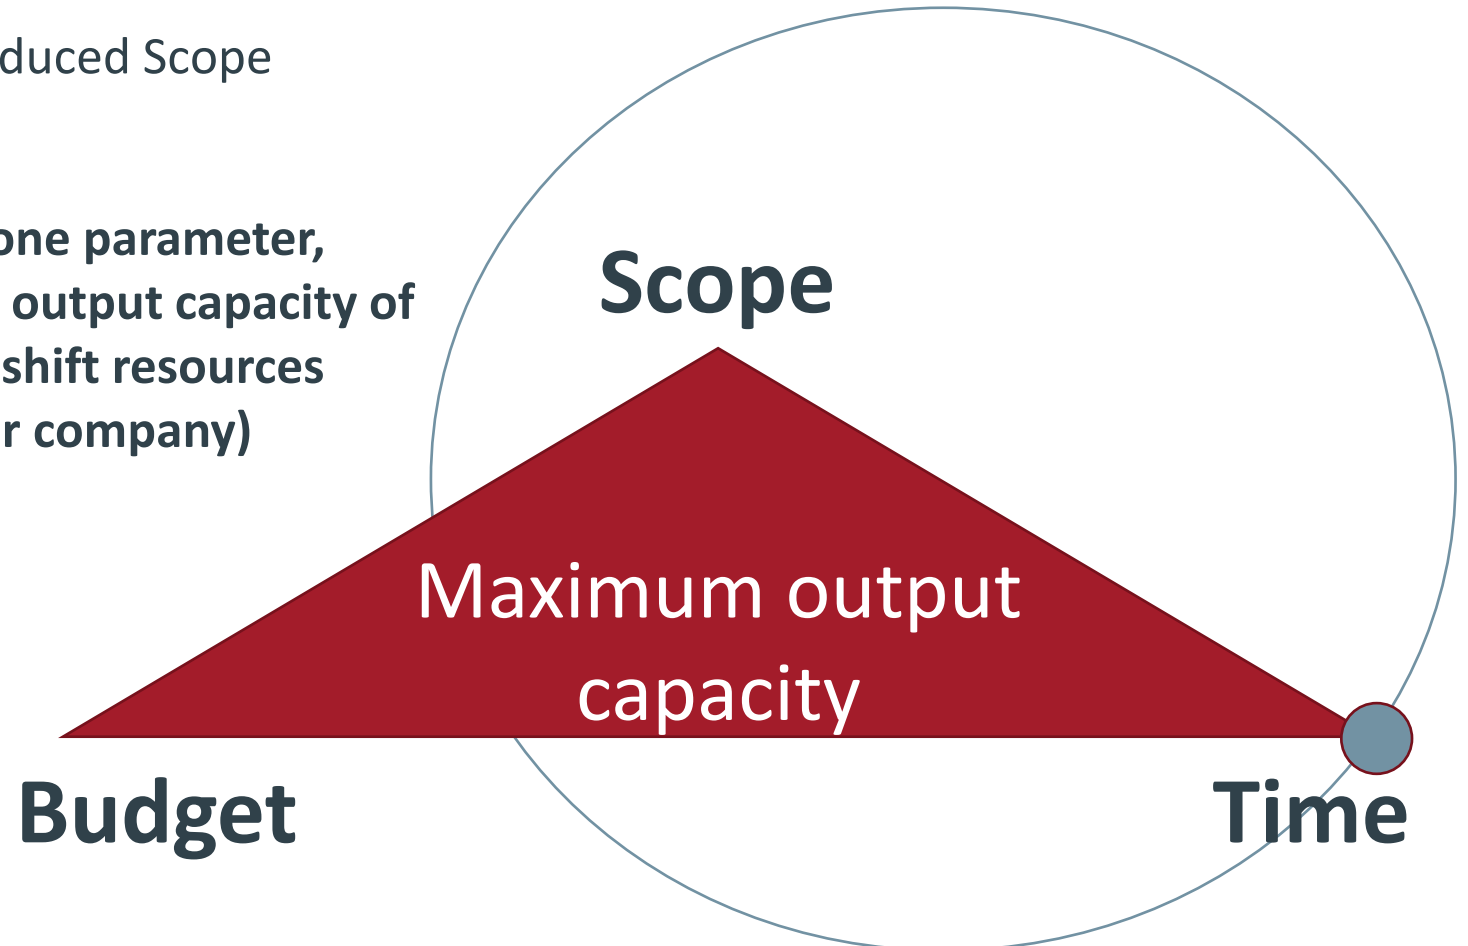 duced Scope
one parameter,
output capacity of
shift resources
r company)
Scope
Maximum output
capacity
Budget
Time